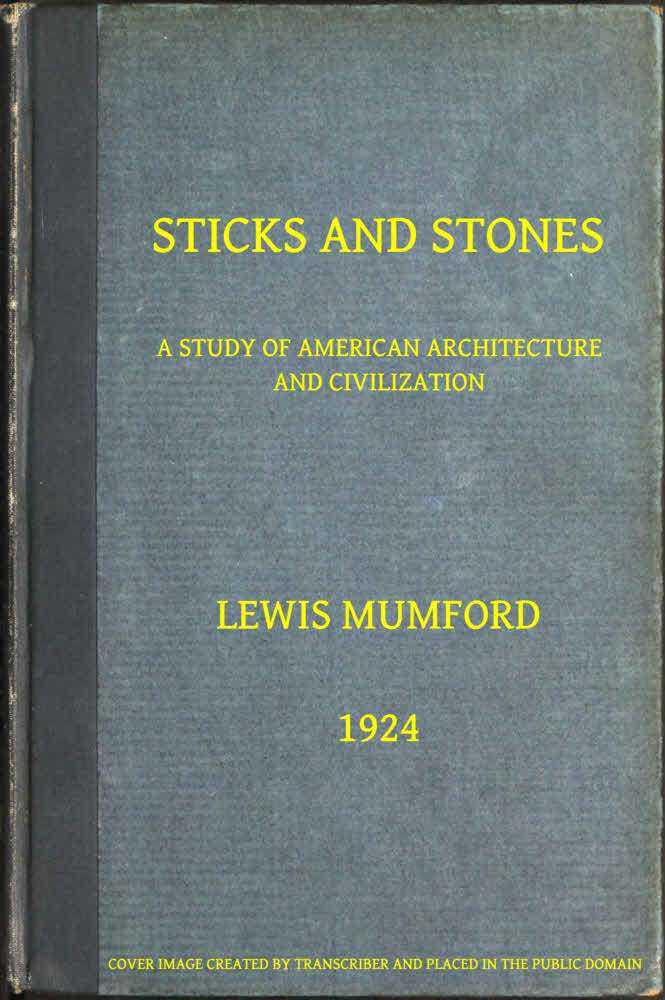 STICKS AND STONES
A STUDY OF AMERICAN ARCHITECTURE
AND CIVILIZATION
LEWIS MUMFORD
1924
COVER IMAGE CREATED BY TRANSCRIBER AND PLACED IN THE PUBLIC DOMAIN